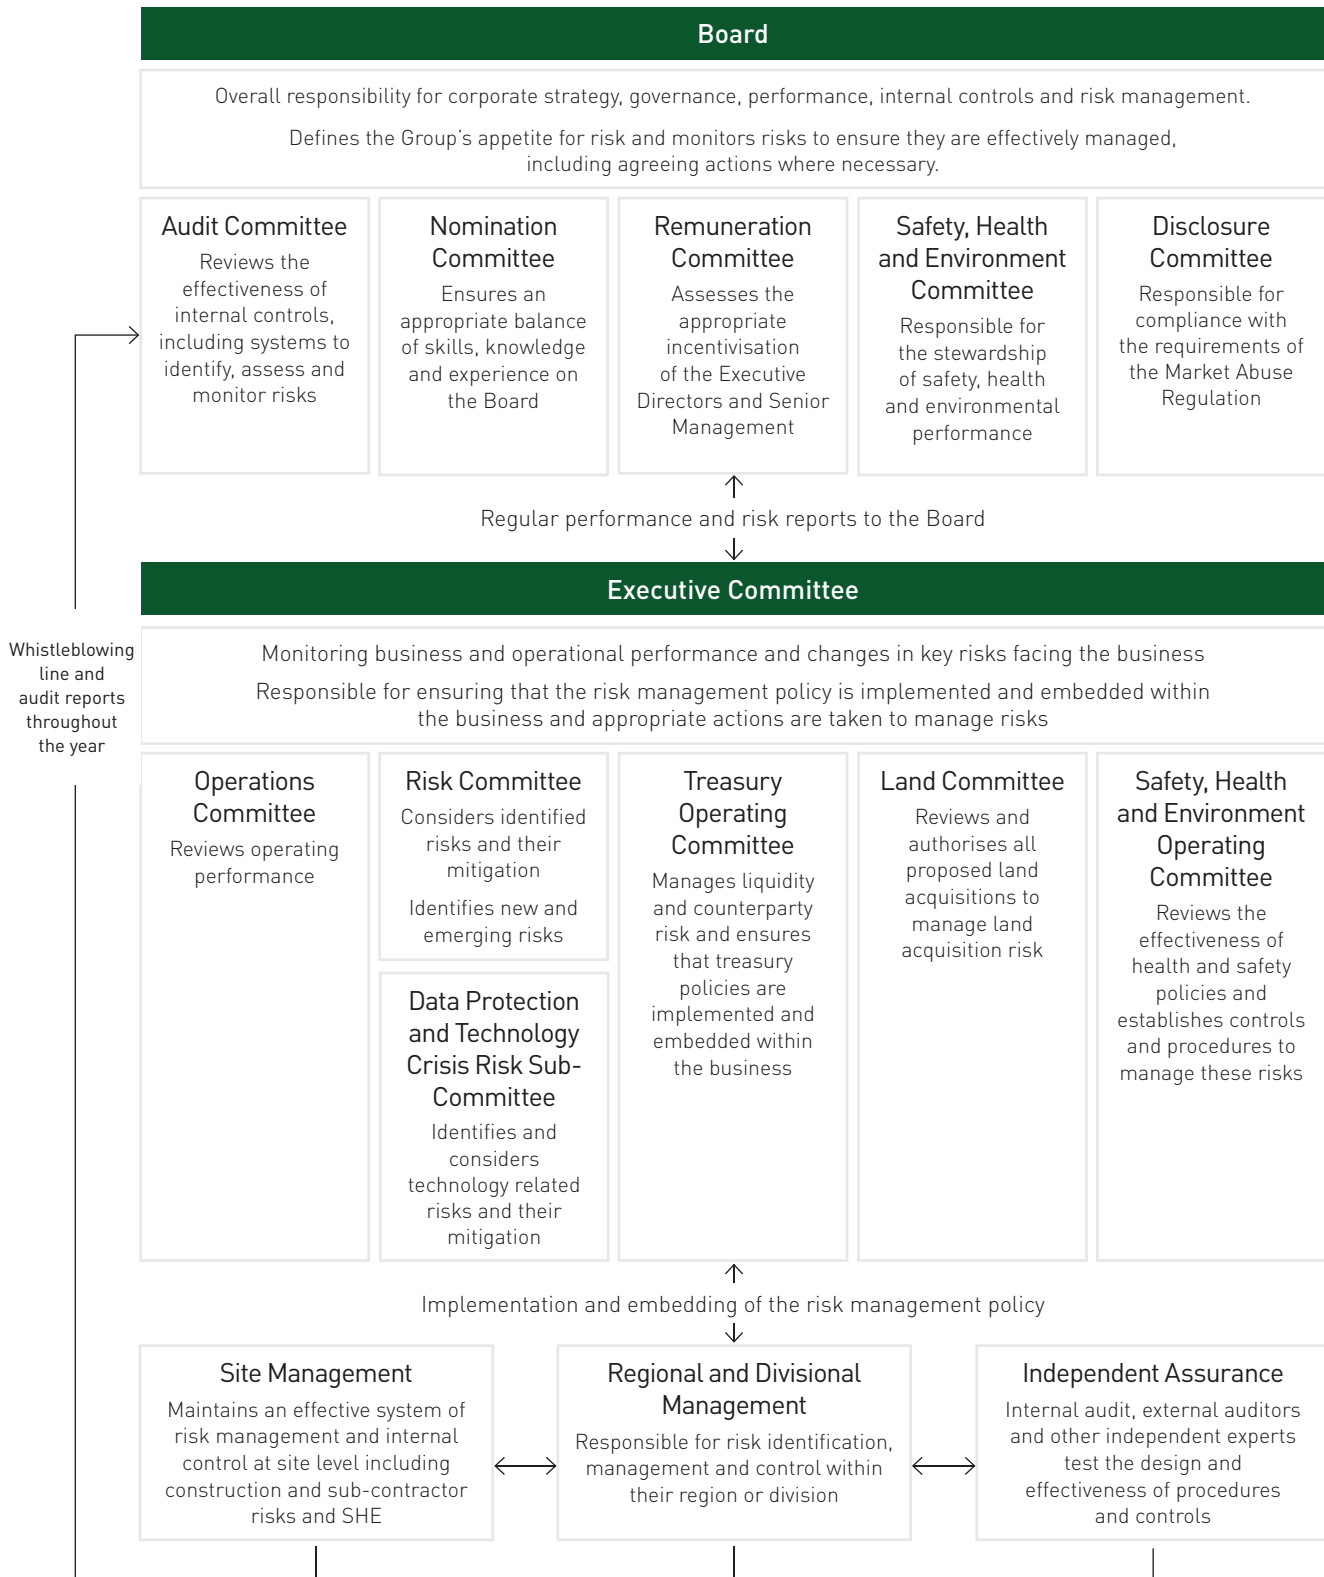 Board
Overall responsibility for corporate strategy, governance, performance, internal controls and risk management.
Defines the Group's appetite for risk and monitors risks to ensure they are effectively managed,
including agreeing actions where necessary.
Audit Committee
Reviews the
effectiveness of
internal controls,
including systems to
identify, assess and
monitor risks
Nomination
Committee
Ensures an
appropriate balance
of skills, knowledge
and experience on
the Board
Remuneration
Committee
Assesses the
appropriate
incentivisation
of the Executive
Directors and Senior
Management
Safety, Health
and Environment
Committee
Responsible for
the stewardship
of safety, health
and environmental
performance
Disclosure
Committee
Responsible for
compliance with
the requirements of
the Market Abuse
Regulation
Regular performance and risk reports to the Board
Executive Committee
Whistleblowing
line and
audit reports
throughout
the year
Monitoring business and operational performance and changes in key risks facing the business
Responsible for ensuring that the risk management policy is implemented and embedded within
the business and appropriate actions are taken to manage risks
Operations
Committee
Reviews operating
performance
Risk Committee
Considers identified
risks and their
mitigation
Identifies new and
emerging risks
Data Protection
and Technology
Crisis Risk Sub-
Committee
Identifies and
considers
technology related
risks and their
mitigation
Treasury
Operating
Committee
Manages liquidity
and counterparty
risk and ensures
that treasury
policies are
implemented and
embedded within
the business
Land Committee
Reviews and
authorises all
proposed land
acquisitions to
manage land
acquisition risk
Safety, Health
and Environment
Operating
Committee
Reviews the
effectiveness of
health and safety
policies and
establishes controls
and procedures to
manage these risks
Implementation and embedding of the risk management policy
Site Management
Maintains an effective system of
risk management and internal
control at site level including
construction and sub-contractor
risks and SHE
Regional and Divisional
Management
Responsible for risk identification,
management and control within
their region or division
Independent Assurance
Internal audit, external auditors
and other independent experts
test the design and
effectiveness of procedures
and controls